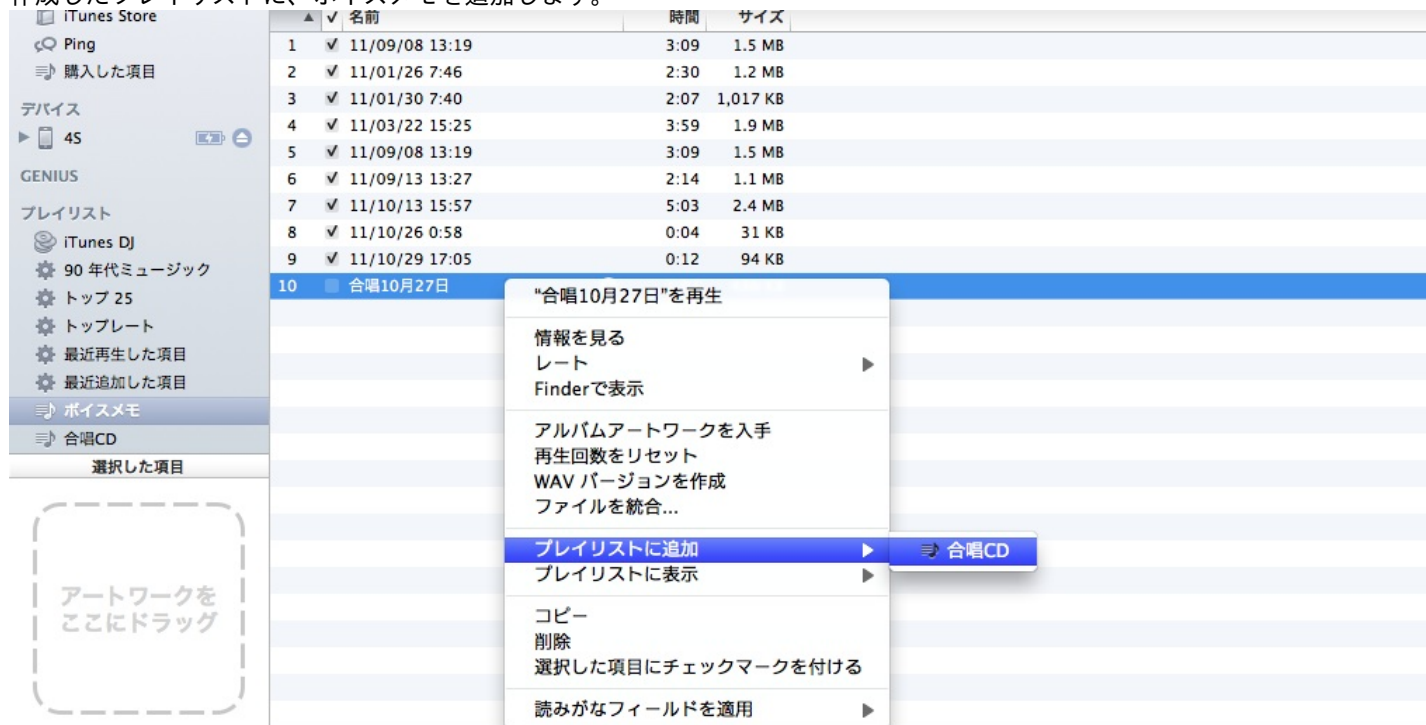 作成したプレイリストに、ボイスメモを追加します。
iTunes Store
Ping
購入した項目
デバイス
4S
GENIUS
プレイリスト
iTunes DJ
90 年代ミュージック
トップ 25
トップレート
最近再生した項目
最近追加した項目
ボイスメモ
合唱CD
選択した項目
アートワークを
ここにドラッグ
名前 時間 サイズ
1 11/09/08 13:19 3:09 1.5 MB
2 11/01/26 7:46 2:30 1.2 MB
3 11/01/30 7:40 2:07 1,017 KB
4 11/03/22 15:25 3:59 1.9 MB
5 11/09/08 13:19 3:09 1.5 MB
6 11/09/13 13:27 2:14 1.1 MB
7 11/10/13 15:57 5:03 2.4 MB
8 11/10/26 0:58 0:04 31 KB
9 11/10/29 17:05 0:12 94 KB
10 合唱10月27日
“合唱10月27日”を再生
情報を見る
レート
Finderで表示
アルバムアートワークを入手
再生回数をリセット
WAV バージョンを作成
ファイルを統合...
プレイリストに追加
合唱CD
プレイリストに表示
コピー
削除
選択した項目にチェックマークを付ける
読みがなフィールドを適用